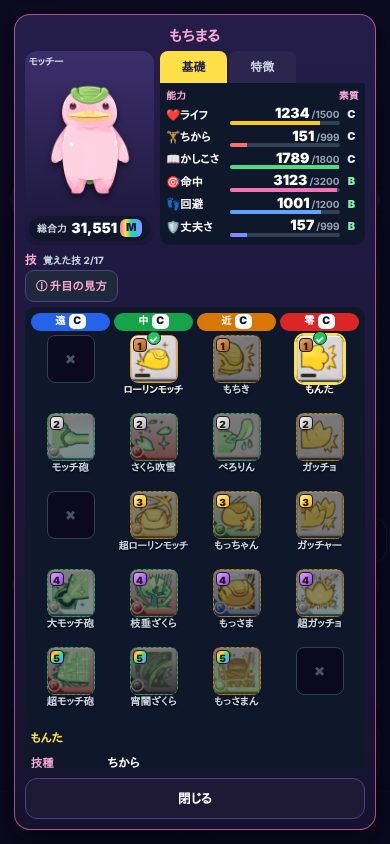 もちまる
モッチー
基礎
特徴
能力
素質
ライフ 1234 /1500 C
ちから 151 /999 C
かしこさ 1789 /1800 C
命中 3123 /3200 B
回避 1001 /1200 B
丈夫さ 157 /999 B
総合力 31,551 M
技 覚えた技 2/17
ⓘ 升目の見方
遠 C 中 C 近 C 零 C
× 1 1 1
ローリンモッチ もちき もんた
2 2 2 2
モッチ砲 さくら吹雪 ぺろりん ガッチョ
× 3 3 3
超ローリンモッチ もっちゃん ガッチャー
4 4 4 4
大モッチ砲 枝垂ざくら もっさま 超ガッチョ
5 5 5 ×
超モッチ砲 宵闇ざくら もっさまん
もんた
技種 ちから
閉じる